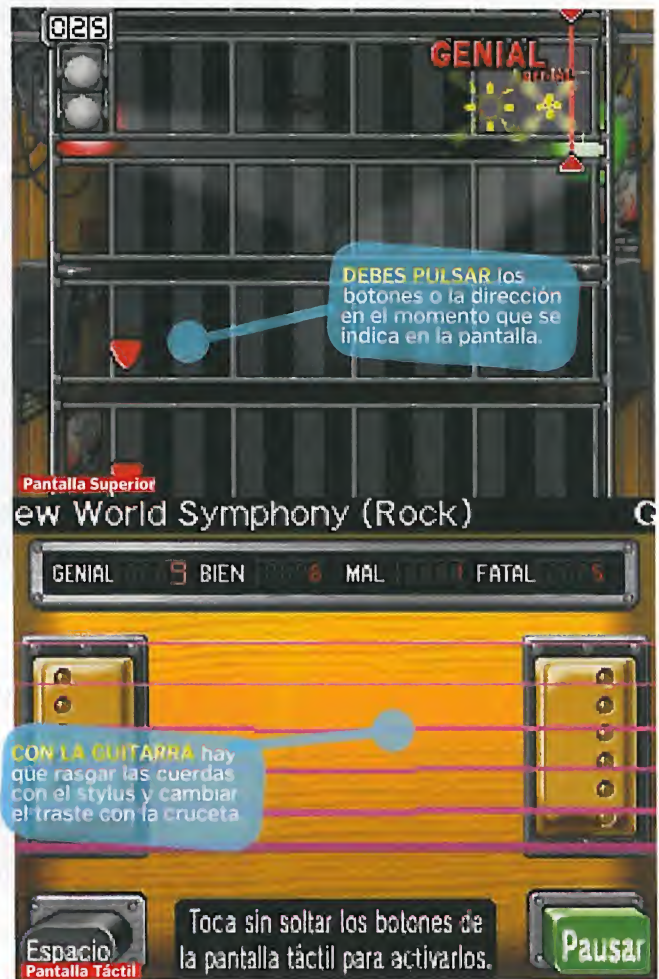 025
GENIAL
GENIAL
DEBES PULSAR los
botones o la dirección
en el momento que se
indica en la pantalla.
Pantalla Superior
ew World Symphony (Rock) G
GENIAL 9 BIEN 6 MAL 1 FATAL 5
CON LA GUITARRA hay
que rasgar las cuerdas
con el stylus y cambiar
el traste con la cruceta
Espacio
Pantalla Táctil
Toca sin soltar los botones de
la pantalla táctil para activarlos.
Pausar